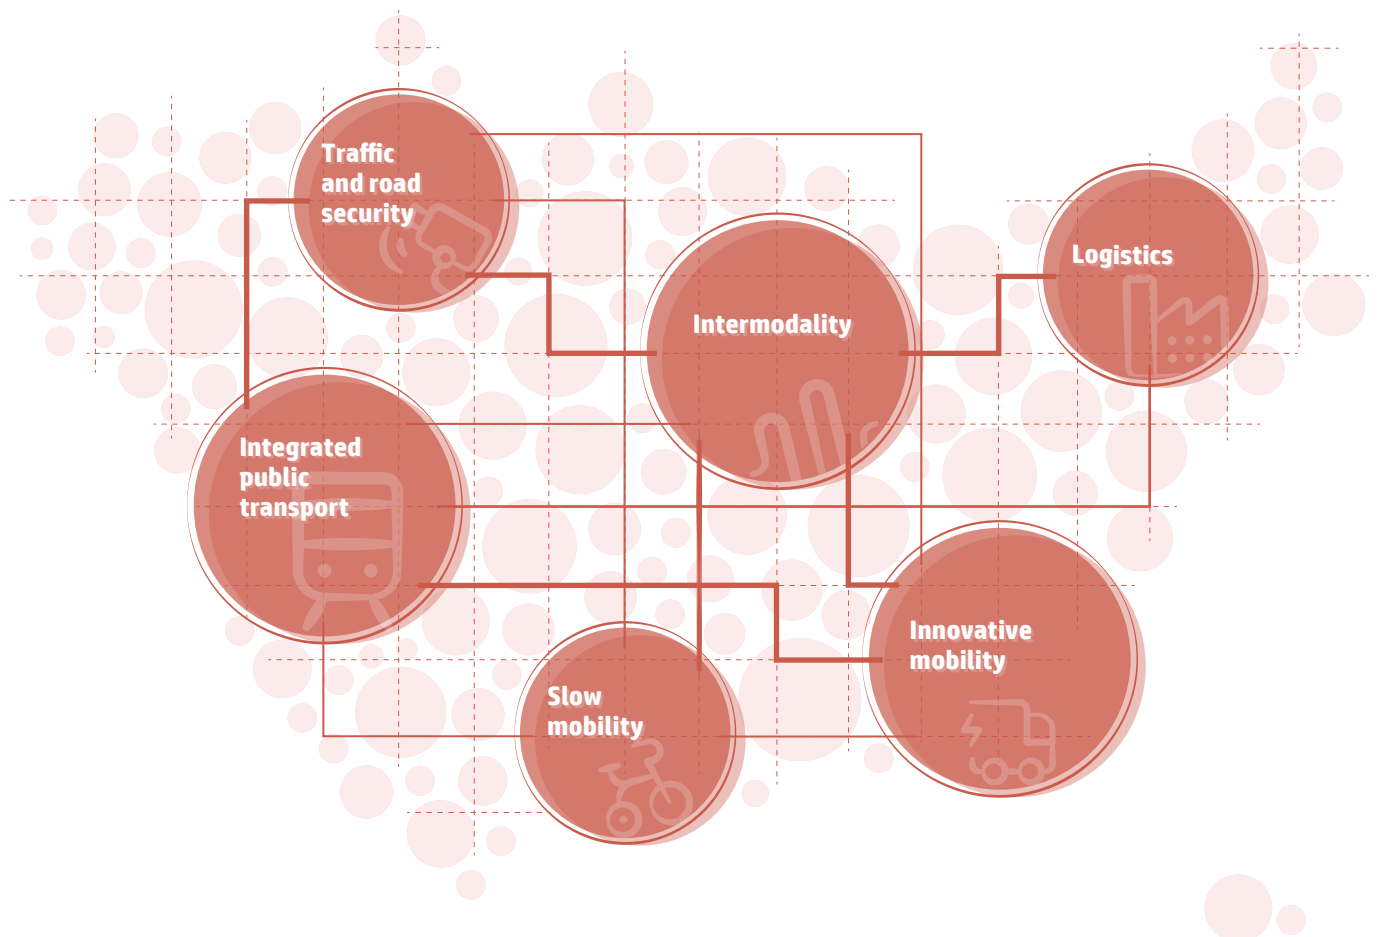 Traffic
and road
security
Logistics
Intermodality
Integrated
public
transport
Innovative
mobility
Slow
mobility